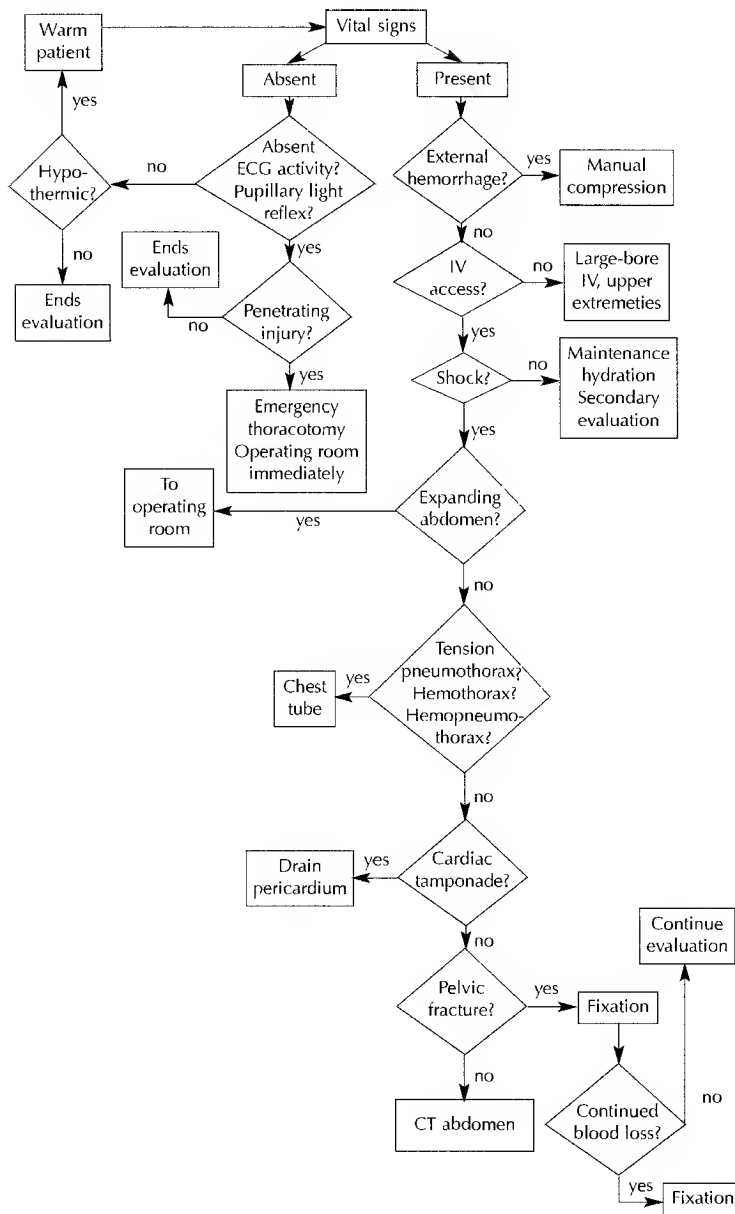 Warm
patient
Vital signs
Absent
Present
yes
Absent
ECG activity?
Pupillary light
reflex?
no
Hypo-
thermic?
External
hemorrhage?
yes
Manual
compression
no
Ends
evaluation
yes
Ends
evaluation
no
Penetrating
injury?
no
IV
access?
no
Large-bore
IV, upper
extremeties
yes
yes
Shock?
no
Maintenance
hydration
Secondary
evaluation
Emergency
thoracotomy
Operating room
immediately
yes
To
operating
room
yes
Expanding
abdomen?
no
Tension
pneumothorax?
Hemothorax?
Hemopneumo-
thorax?
yes
Chest
tube
no
Drain
pericardium
yes
Cardiac
tamponade?
no
Continue
evaluation
Pelvic
fracture?
yes
Fixation
no
CT abdomen
Continued
blood loss?
no
yes
Fixation